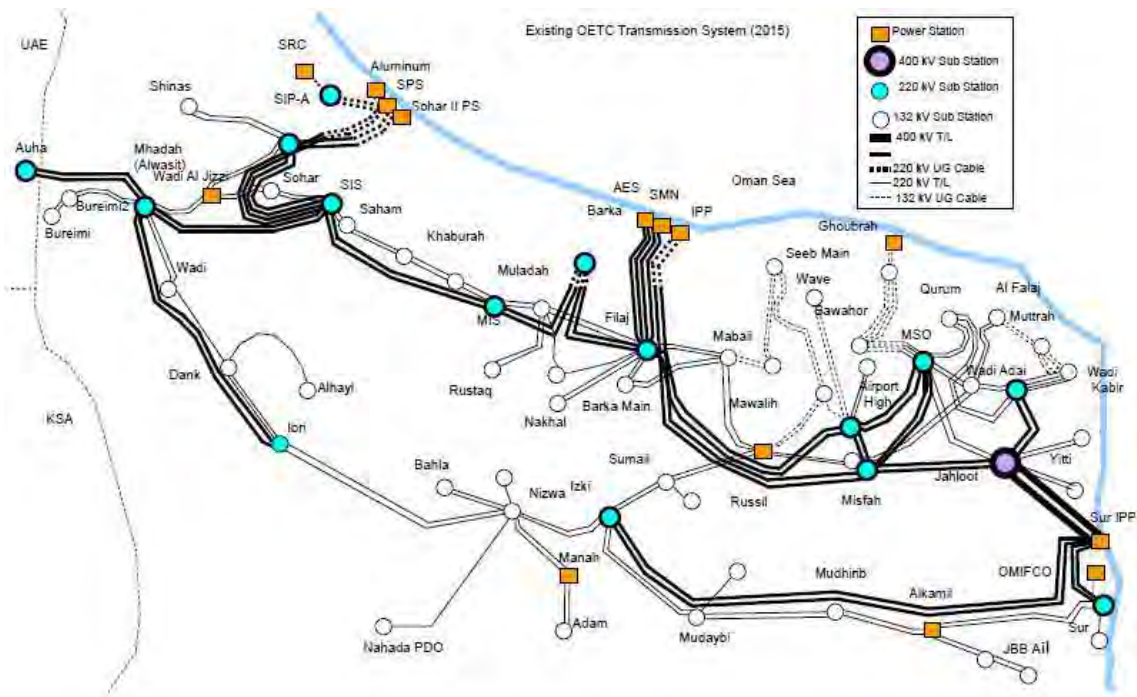 Existing OETC Transmission System (2015)
UAE
SRC
Aluminum
SPS
Sohar II PS
Shinas
SIP-A
Auha
Mhadah
(Alwasit)
Wadi Al Jizzi
Sohar
SIS
Bureimi2
Bureimi
Saham
Khaburah
Wadi
Muladah
MIS
Filaj
AES
Barka
SMN
IPP
Oman Sea
Ghoubrah
Seeb Main
Wave
Bawahor
Qurum
Al Falaj
Muttrah
MSO
Mabail
Wadi Adai
Wadi
Kabir
Airport
High
Dank
Alhayl
KSA
Rustaq
Nakhal
Barka Main
Mawalih
Ibri
Bahla
Nizwa
Izki
Sumail
Russil
Misfah
Jahloot
Yitti
Sur IPP
Manah
Mudhirib
Alkamil
OMIFCO
Adam
Nahada PDO
Mudaybi
JBB Ail
Sur
Power Station
400 kV Sub Station
220 kV Sub Station
132 kV Sub Station
400 kV T/L
220 kV UG Cable
220 kV T/L
132 kV UG Cable